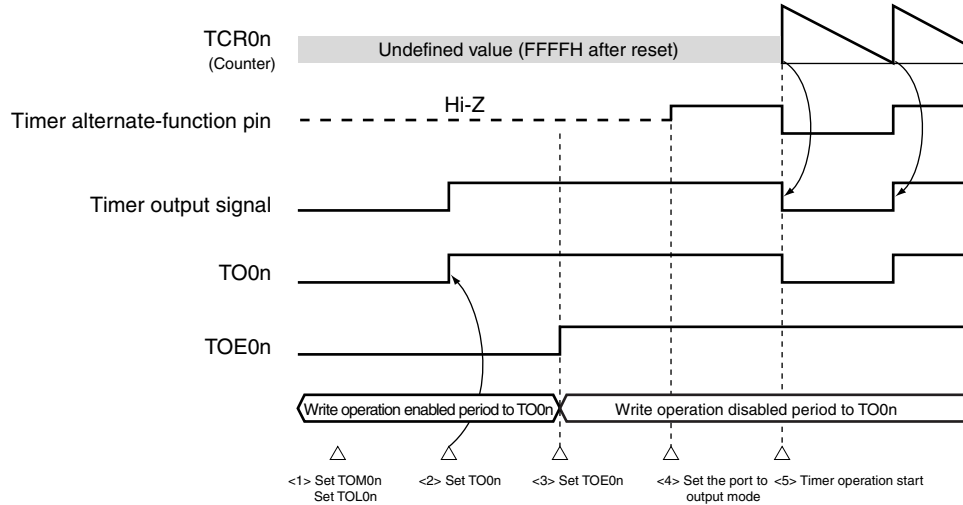 TCR0n
(Counter)
Undefined value (FFFFH after reset)
Hi-Z
Timer alternate-function pin
Timer output signal
TO0n
TOE0n
Write operation enabled period to TO0n
Write operation disabled period to TO0n
<1> Set TOM0n
Set TOL0n
<2> Set TO0n
<3> Set TOE0n
<4> Set the port to
output mode
<5> Timer operation start